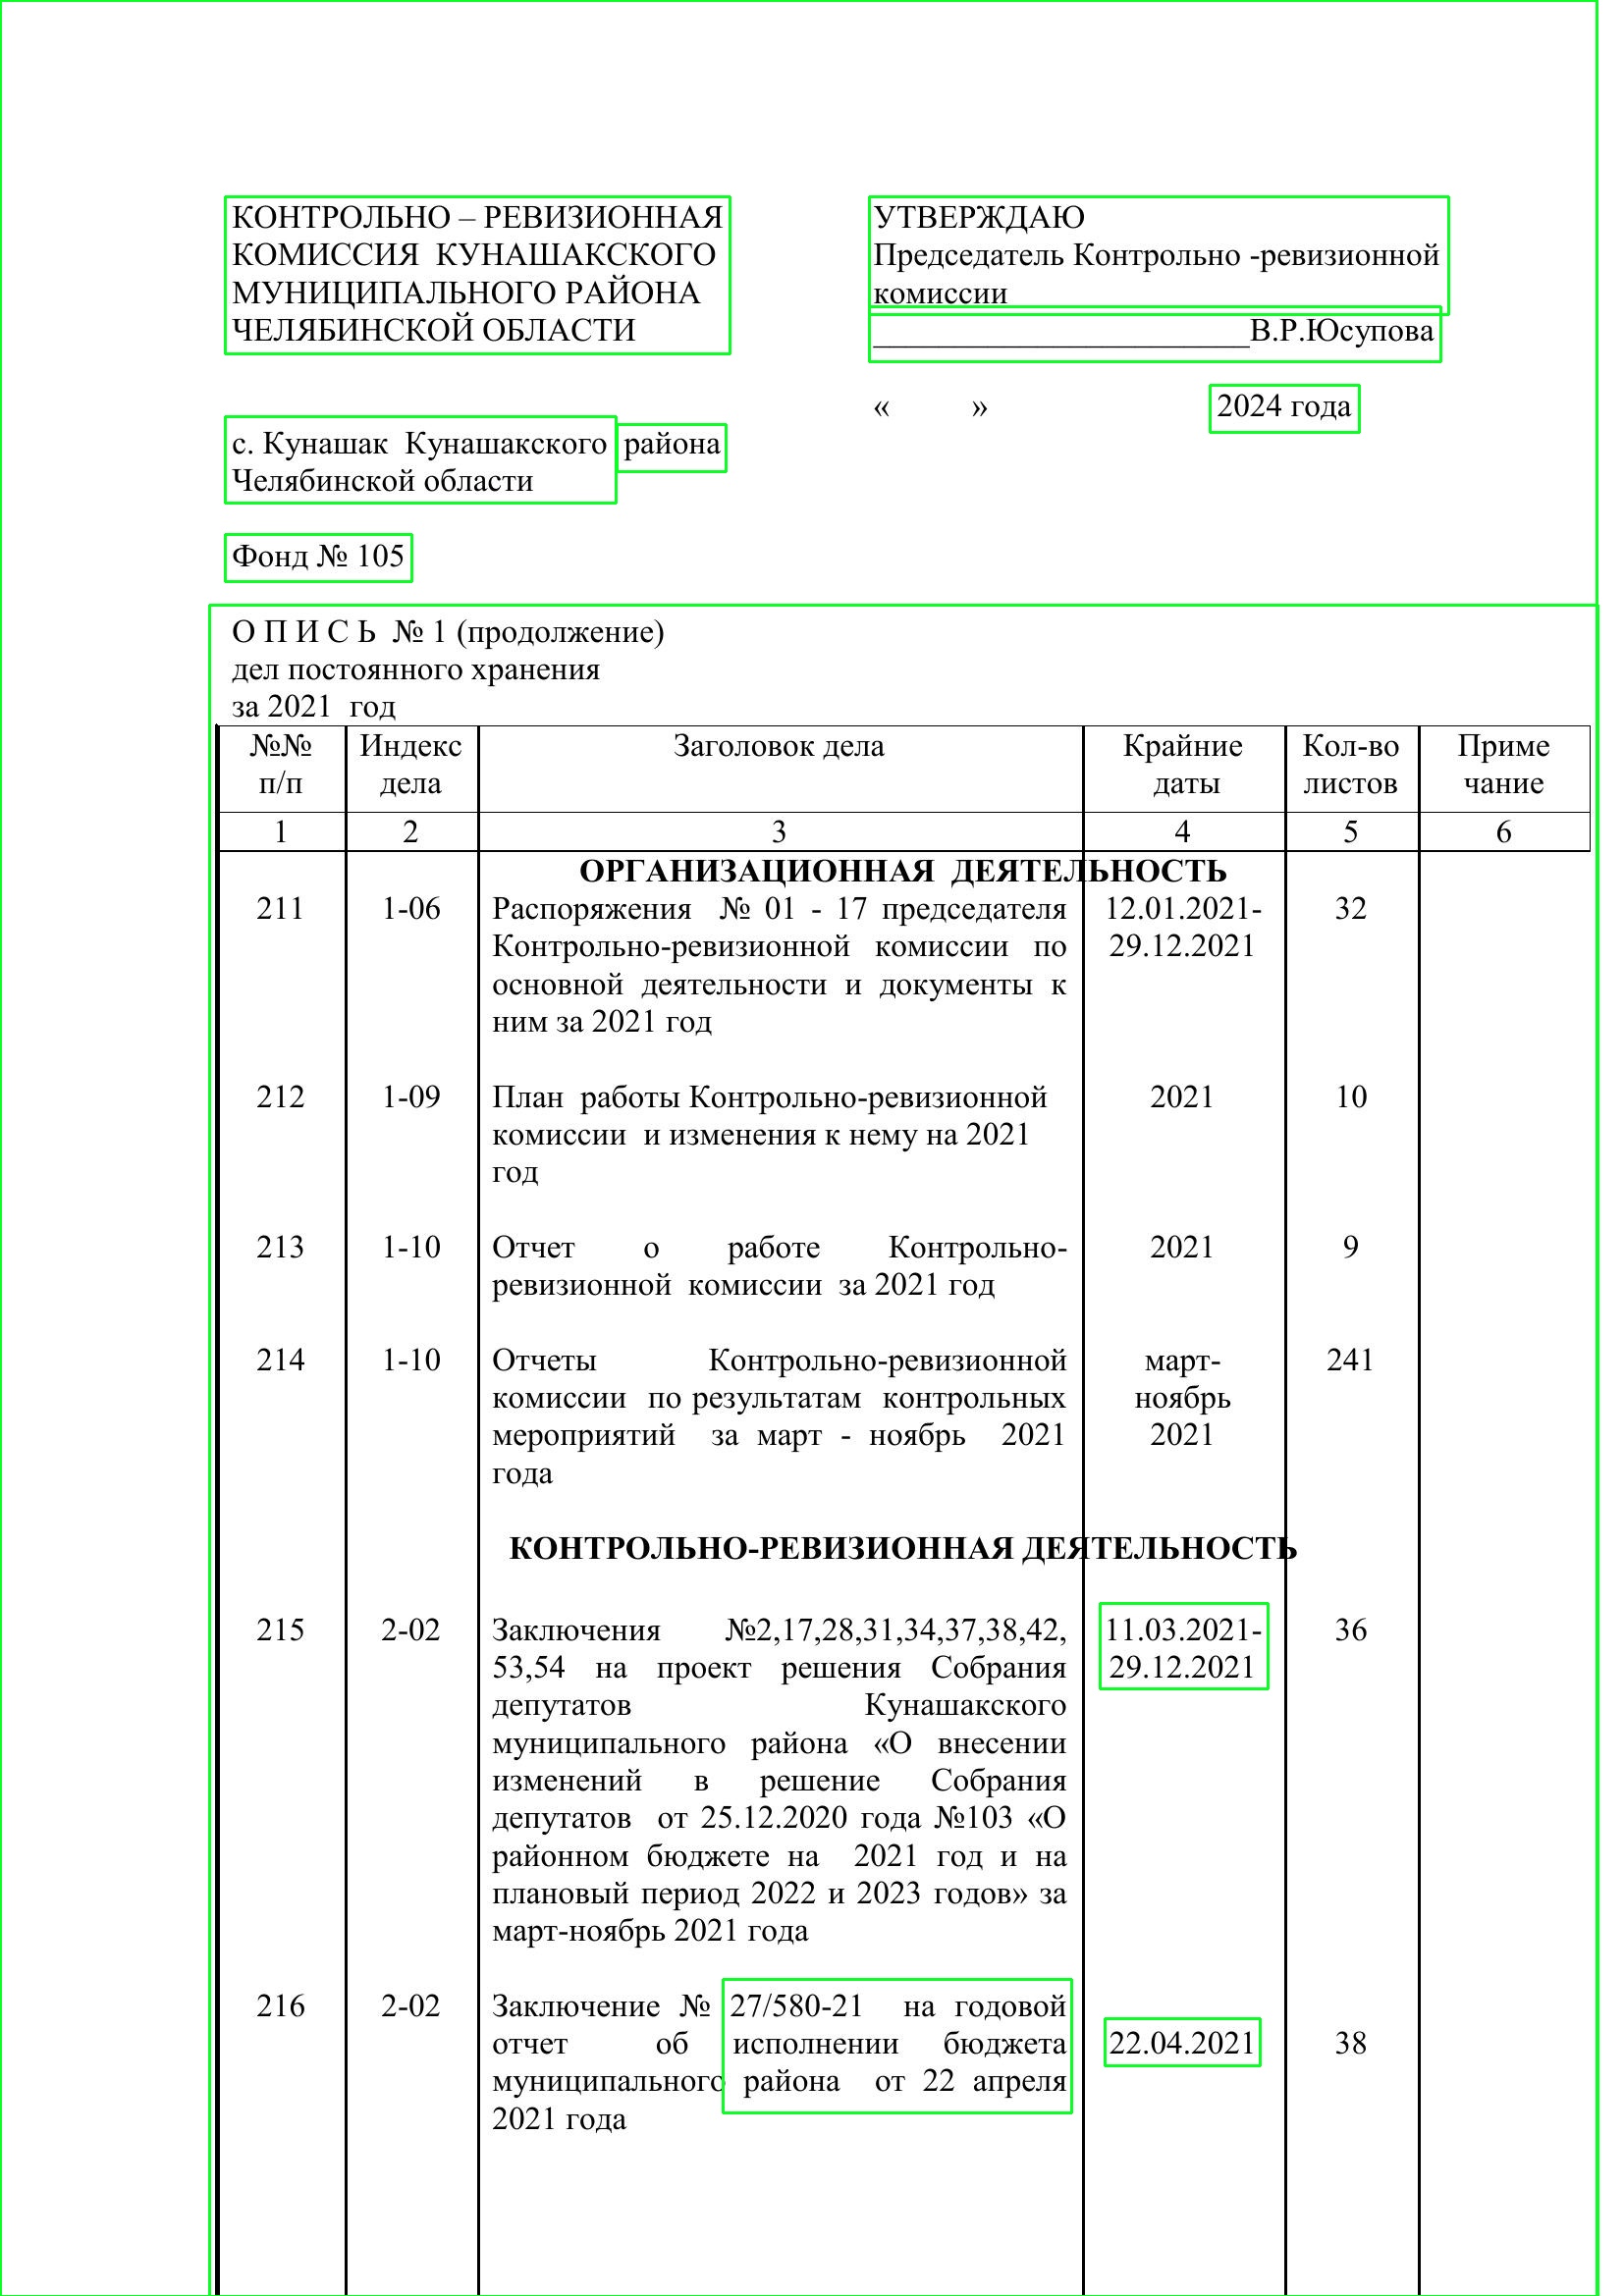 КОНТРОЛЬНО – РЕВИЗИОННАЯ
КОМИССИЯ КУНАШАКСКОГО
МУНИЦИПАЛЬНОГО РАЙОНА
ЧЕЛЯБИНСКОЙ ОБЛАСТИ
УТВЕРЖДАЮ
Председатель Контрольно -ревизионной
комиссии
_______________________В.Р.Юсупова
« » 2024 года
с. Кунашак Кунашакского района
Челябинской области
Фонд № 105
О П И С Ь № 1 (продолжение)
дел постоянного хранения
за 2021 год
№№ п/п Индекс дела Заголовок дела Крайние даты Кол-во листов Приме чание
1 2 3 4 5 6
ОРГАНИЗАЦИОННАЯ ДЕЯТЕЛЬНОСТЬ
211 1-06 Распоряжения № 01 - 17 председателя 12.01.2021- 32
Контрольно-ревизионной комиссии по 29.12.2021
основной деятельности и документы к
ним за 2021 год
212 1-09 План работы Контрольно-ревизионной 2021 10
комиссии и изменения к нему на 2021
год
213 1-10 Отчет о работе Контрольно- 2021 9
ревизионной комиссии за 2021 год
214 1-10 Отчеты Контрольно-ревизионной март- 241
комиссии по результатам контрольных ноябрь
мероприятий за март - ноябрь 2021 2021
года
КОНТРОЛЬНО-РЕВИЗИОННАЯ ДЕЯТЕЛЬНОСТЬ
215 2-02 Заключения №2,17,28,31,34,37,38,42, 11.03.2021- 36
53,54 на проект решения Собрания 29.12.2021
депутатов Кунашакского
муниципального района «О внесении
изменений в решение Собрания
депутатов от 25.12.2020 года №103 «О
районном бюджете на 2021 год и на
плановый период 2022 и 2023 годов» за
март-ноябрь 2021 года
216 2-02 Заключение № 27/580-21 на годовой
отчет об исполнении бюджета 22.04.2021 38
муниципального района от 22 апреля
2021 года